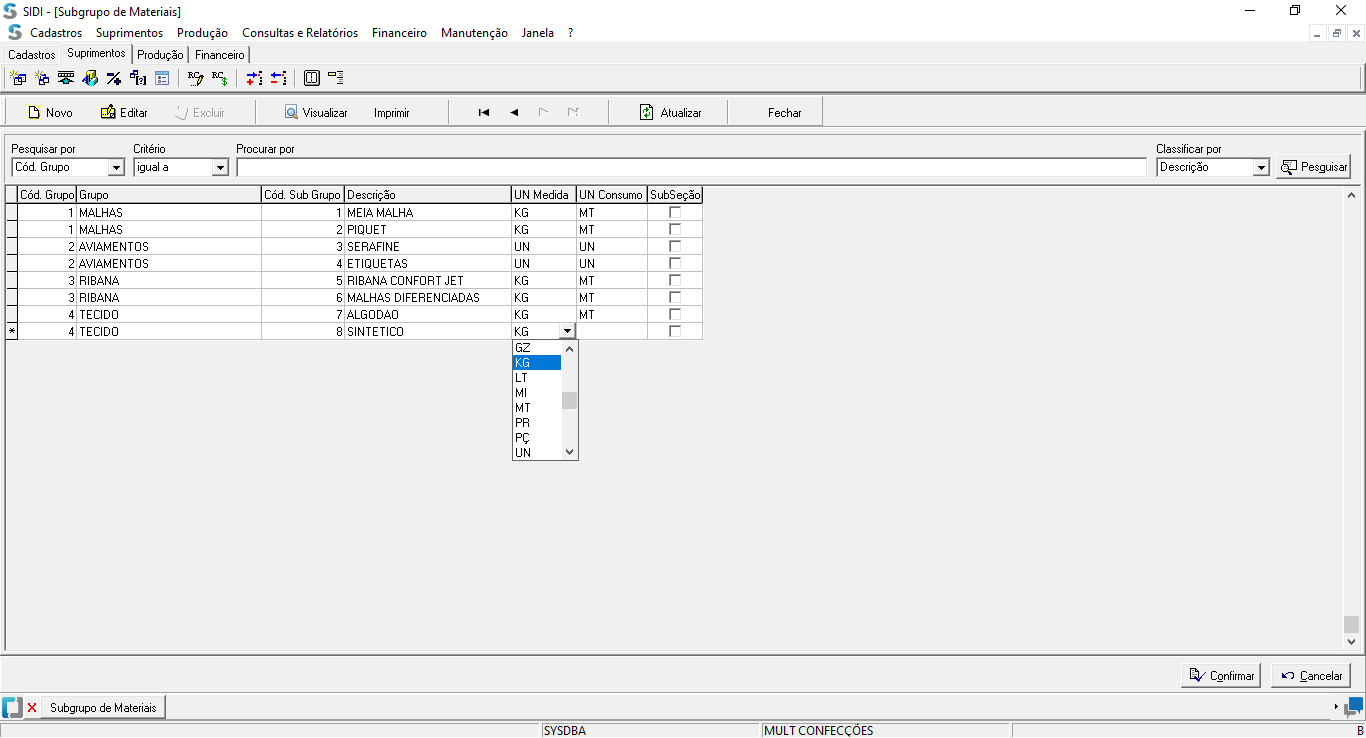 SIDI - [Subgrupo de Materiais]
Cadastros Suprimentos Produção Consultas e Relatórios Financeiro Manutenção Janela ?
Cadastros Suprimentos Produção Financeiro
Novo Editar Excluir Visualizar Imprimir Atualizar Fechar
Pesquisar por Critério Procurar por Classificar por
Cód. Grupo igual a Descrição Pesquisar
Cód. Grupo Grupo Cód. Sub Grupo Descrição UN Medida UN Consumo SubSeção
1 MALHAS 1 MEIA MALHA KG MT
1 MALHAS 2 PIQUET KG MT
2 AVIAMENTOS 3 SERAFINE UN UN
2 AVIAMENTOS 4 ETIQUETAS UN UN
3 RIBANA 5 RIBANA CONFORT JET KG MT
3 RIBANA 6 MALHAS DIFERENCIADAS KG MT
4 TECIDO 7 ALGODAO KG MT
* 4 TECIDO 8 SINTETICO KG
GZ
KG
LT
MI
MT
PR
PÇ
UN
Confirmar Cancelar
Subgrupo de Materiais
SYSDBA MULT CONFECÇÕES B